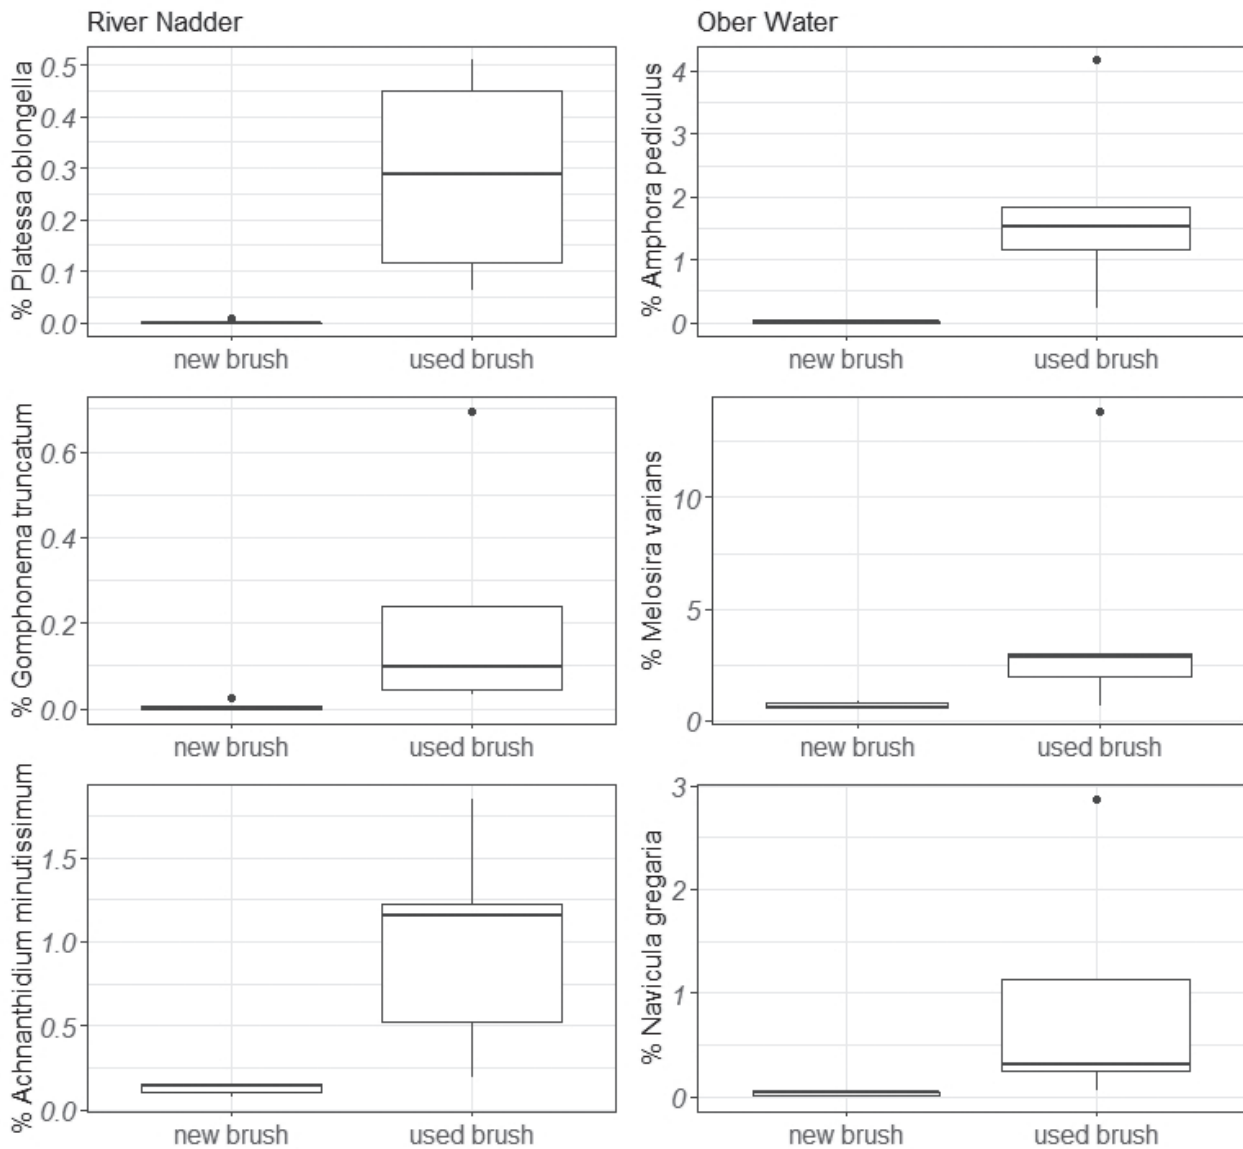 River Nadder
% Platessa oblongella
0.5
0.4
0.3
0.2
0.1
0.0
new brush used brush
Ober Water
% Amphora pediculus
4
3
2
1
0
new brush used brush
% Gomphonema truncatum
0.6
0.4
0.2
0.0
new brush used brush
% Melosira varians
10
5
0
new brush used brush
% Achnanthidium minutissimum
1.5
1.0
0.5
0.0
new brush used brush
% Navicula gregaria
3
2
1
0
new brush used brush